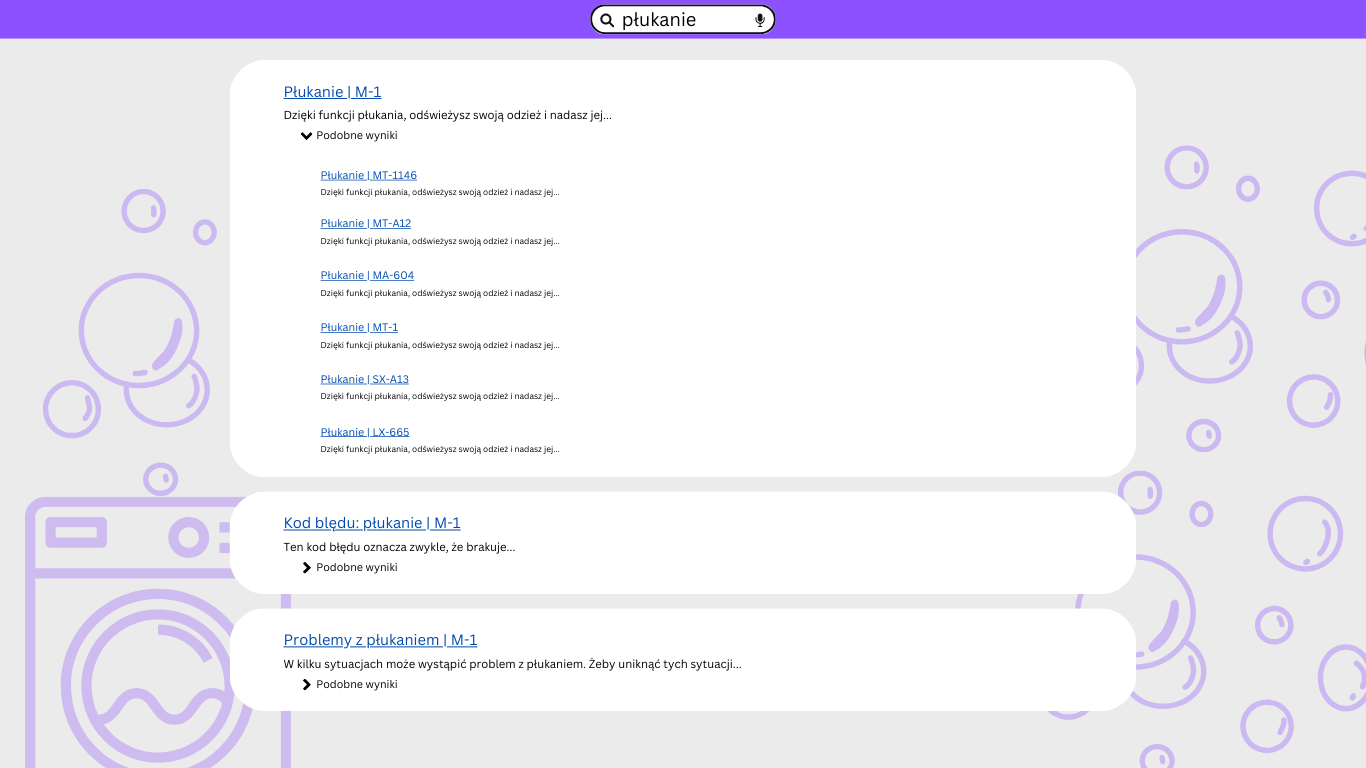 płukanie
Płukanie | M-1
Dzięki funkcji płukania, odświeżysz swoją odzież i nadasz jej...
Podobne wyniki
Płukanie | MT-1146
Dzięki funkcji płukania, odświeżysz swoją odzież i nadasz jej...
Płukanie | MT-A12
Dzięki funkcji płukania, odświeżysz swoją odzież i nadasz jej...
Płukanie | MA-604
Dzięki funkcji płukania, odświeżysz swoją odzież i nadasz jej...
Płukanie | MT-1
Dzięki funkcji płukania, odświeżysz swoją odzież i nadasz jej...
Płukanie | SX-A13
Dzięki funkcji płukania, odświeżysz swoją odzież i nadasz jej...
Płukanie | LX-665
Dzięki funkcji płukania, odświeżysz swoją odzież i nadasz jej...
Kod błędu: płukanie | M-1
Ten kod błędu oznacza zwykle, że brakuje...
Podobne wyniki
Problemy z płukaniem | M-1
W kilku sytuacjach może wystąpić problem z płukaniem. Żeby uniknąć tych sytuacji...
Podobne wyniki